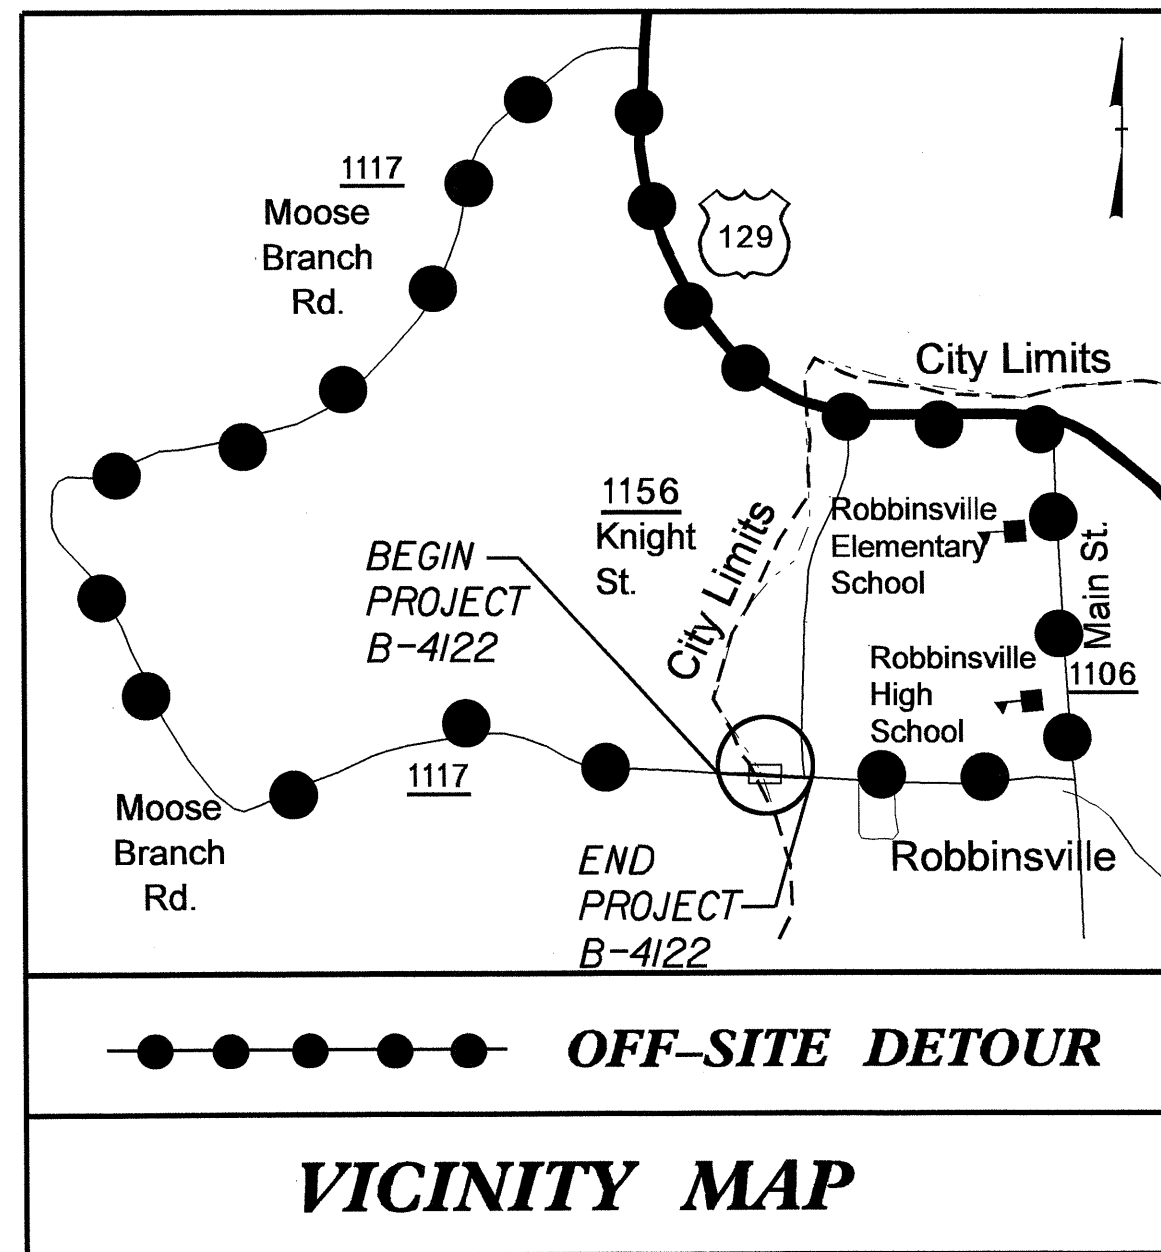 1117
Moose
Branch
Rd.
129
City Limits
1156
Knight
St.
City Limits
Robbinsville
Elementary
School
Main St.
BEGIN
PROJECT
B-4122
Robbinsville
High
School
1106
1117
Moose
Branch
Rd.
END
PROJECT
B-4122
Robbinsville
OFF-SITE DETOUR
VICINITY MAP